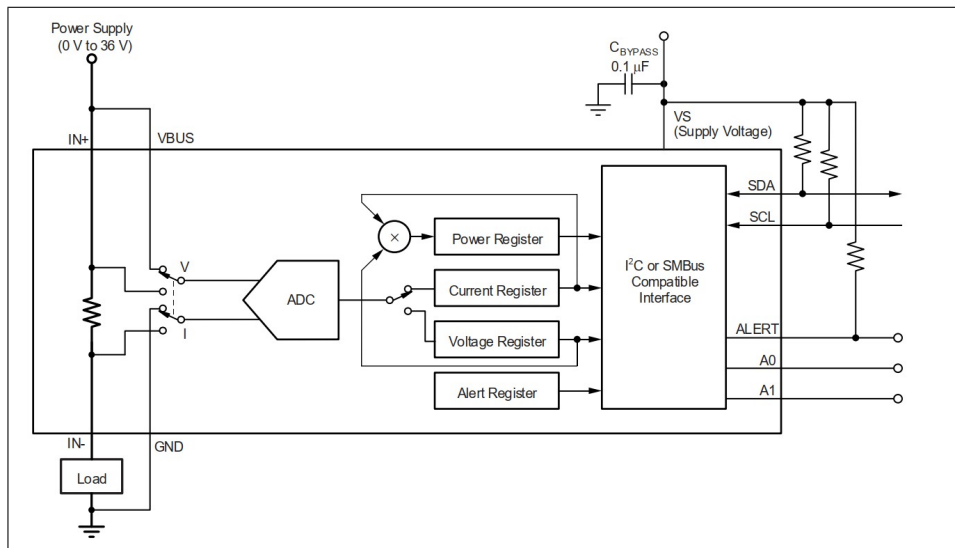 Power Supply
(0 V to 36 V)
C_BYPASS
0.1 μF
VS
(Supply Voltage)
IN+
VBUS
SDA
SCL
V
I
ADC
×
Power Register
Current Register
Voltage Register
Alert Register
I²C or SMBus
Compatible
Interface
ALERT
A0
A1
IN-
GND
Load